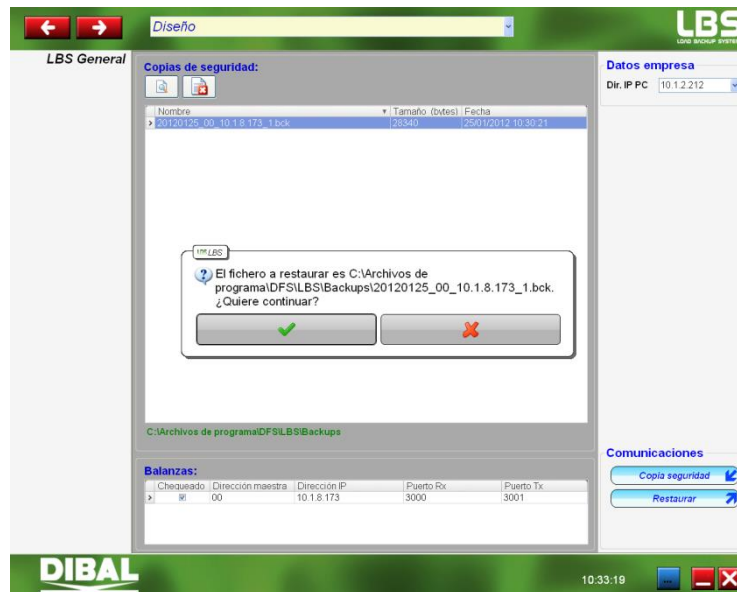 Diseño
LBS
LOAD BACKUP SYSTEM
LBS General
Copias de seguridad:
Nombre Tamaño (bytes) Fecha
20120125_00_10.1.8.173_1.bck 28340 25/01/2012 10:30:21
LBS
El fichero a restaurar es C:\Archivos de
programa\DFS\LBS\Backups\20120125_00_10.1.8.173_1.bck.
¿Quiere continuar?
C:\Archivos de programa\DFS\LBS\Backups
Balanzas:
Chequeado Dirección maestra Dirección IP Puerto Rx Puerto Tx
00 10.1.8.173 3000 3001
Datos empresa
Dir. IP PC 10.1.2.212
Comunicaciones
Copia seguridad
Restaurar
DIBAL
10:33:19
...